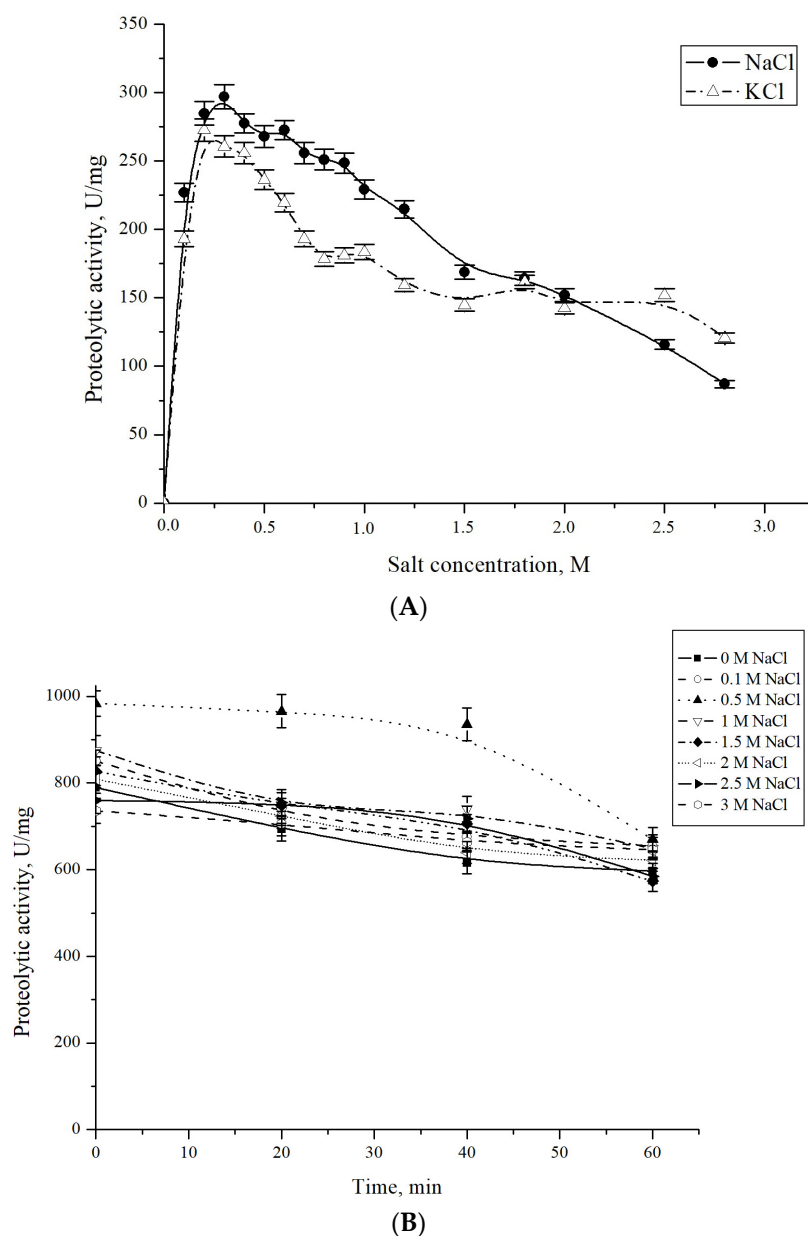 350
300
250
200
150
100
50
0
Proteolytic activity, U/mg
NaCl
KCl
0.0
0.5
1.0
1.5
2.0
2.5
3.0
Salt concentration, M
(A)
1000
800
600
400
200
0
Proteolytic activity, U/mg
0 M NaCl
0.1 M NaCl
0.5 M NaCl
1 M NaCl
1.5 M NaCl
2 M NaCl
2.5 M NaCl
3 M NaCl
0
10
20
30
40
50
60
Time, min
(B)